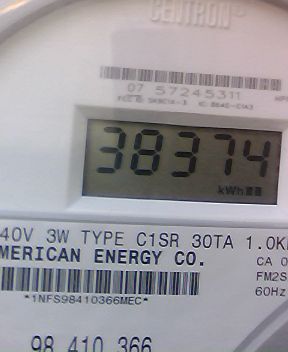 CENTRON®
07 57245311
38374
kWh
40V 3W TYPE C1SR 30TA 1.0K
MERICAN ENERGY CO.
CA 0
FM2S
*1NFS98410366MEC*
60Hz
98 410 366